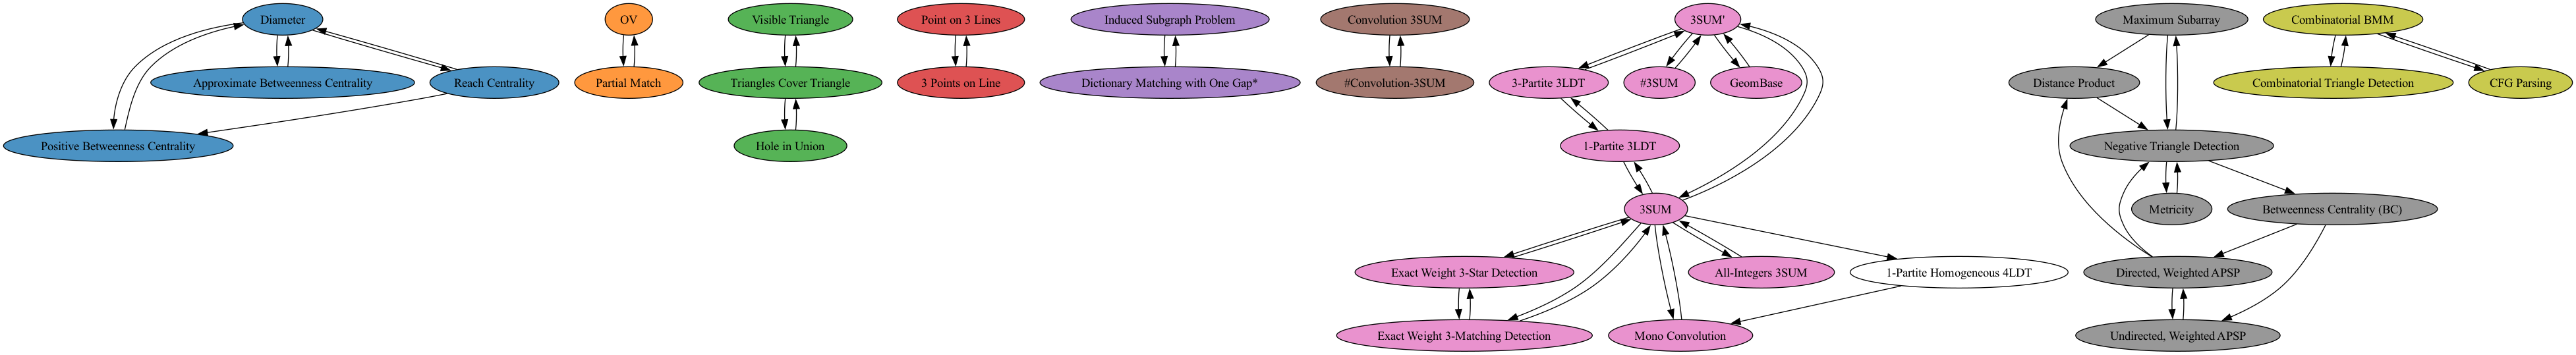 Diameter
OV
Visible Triangle
Point on 3 Lines
Induced Subgraph Problem
Convolution 3SUM
3SUM'
Maximum Subarray
Combinatorial BMM
Approximate Betweenness Centrality
Reach Centrality
Partial Match
Triangles Cover Triangle
3 Points on Line
Dictionary Matching with One Gap*
#Convolution-3SUM
3-Partite 3LDT
#3SUM
GeomBase
Distance Product
Combinatorial Triangle Detection
CFG Parsing
Positive Betweenness Centrality
Hole in Union
1-Partite 3LDT
Negative Triangle Detection
3SUM
Metricity
Betweenness Centrality (BC)
Exact Weight 3-Star Detection
All-Integers 3SUM
1-Partite Homogeneous 4LDT
Directed, Weighted APSP
Exact Weight 3-Matching Detection
Mono Convolution
Undirected, Weighted APSP